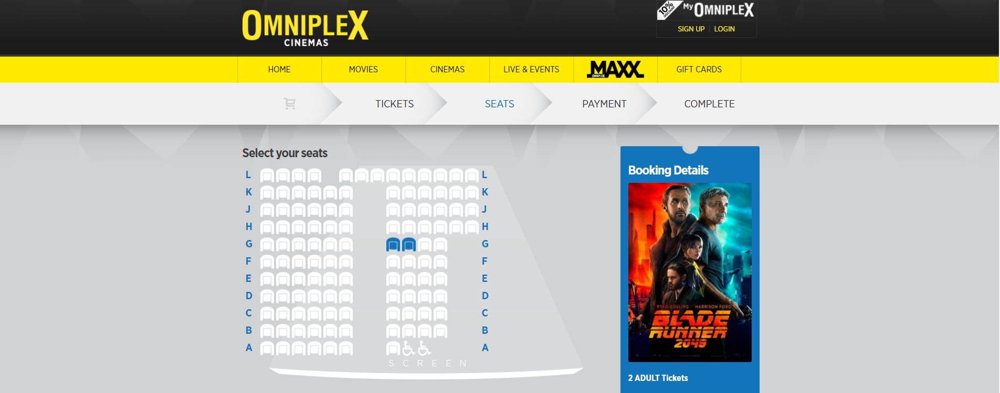 10% DISCOUNT
My OMNIPLEX
OMNIPLEX
CINEMAS
SIGN UP | LOGIN
HOME
MOVIES
CINEMAS
LIVE & EVENTS
MAXX
OMNIPLEX
GIFT CARDS
TICKETS
SEATS
PAYMENT
COMPLETE
Select your seats
L L
K K
J J
H H
G G
F F
E E
D D
C C
B B
A A
SCREEN
Booking Details
RYAN GOSLING HARRISON FORD
BLADE
RUNNER
2049
2 ADULT Tickets